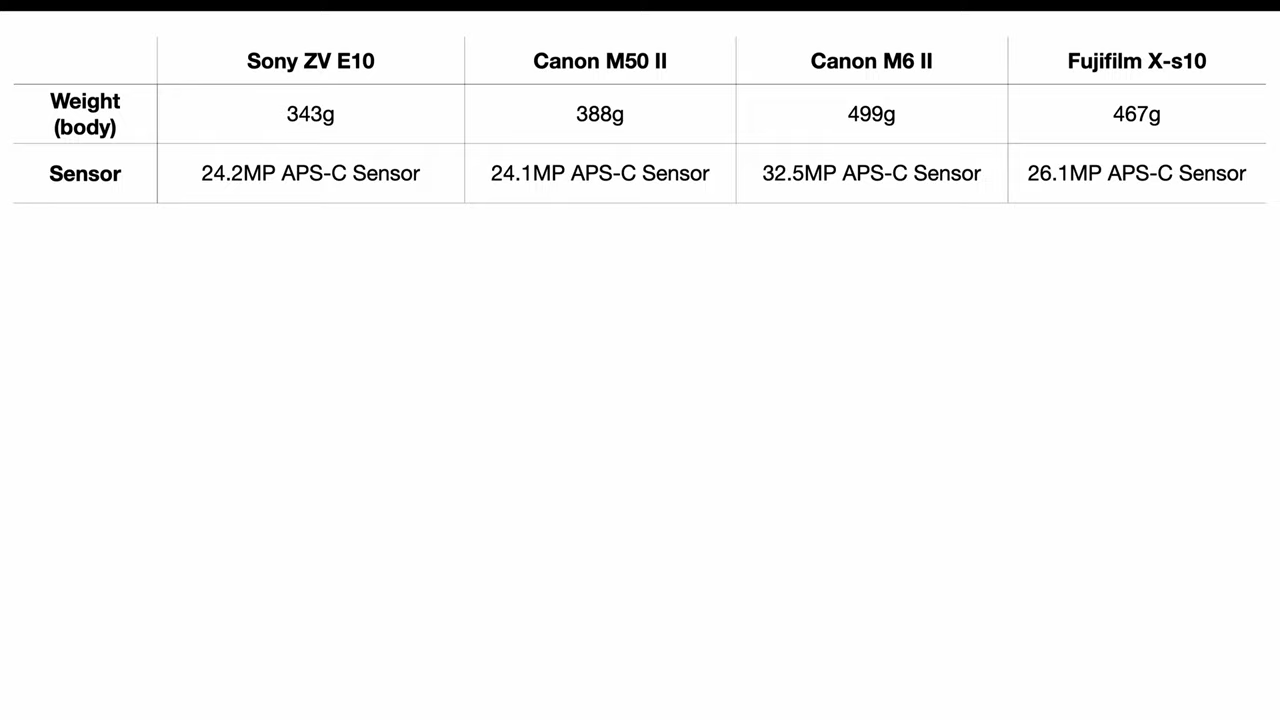 Sony ZV E10 Canon M50 II Canon M6 II Fujifilm X-s10
Weight
(body) 343g 388g 499g 467g
Sensor 24.2MP APS-C Sensor 24.1MP APS-C Sensor 32.5MP APS-C Sensor 26.1MP APS-C Sensor